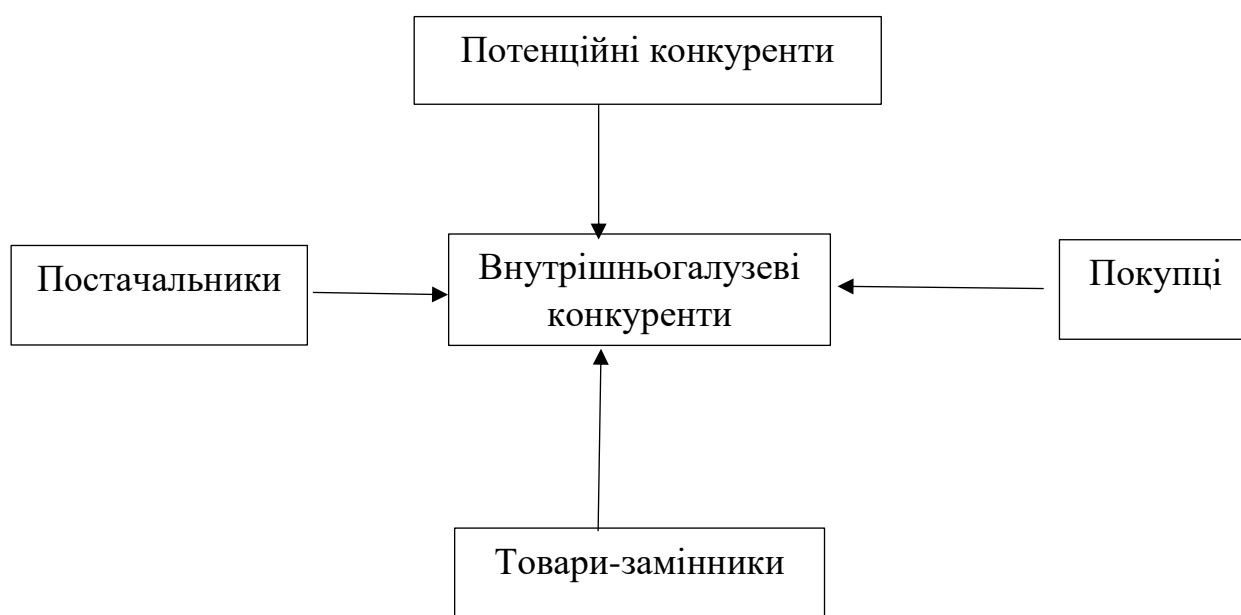 Потенційні конкуренти
Постачальники
Внутрішньогалузеві
конкуренти
Покупці
Товари-замінники